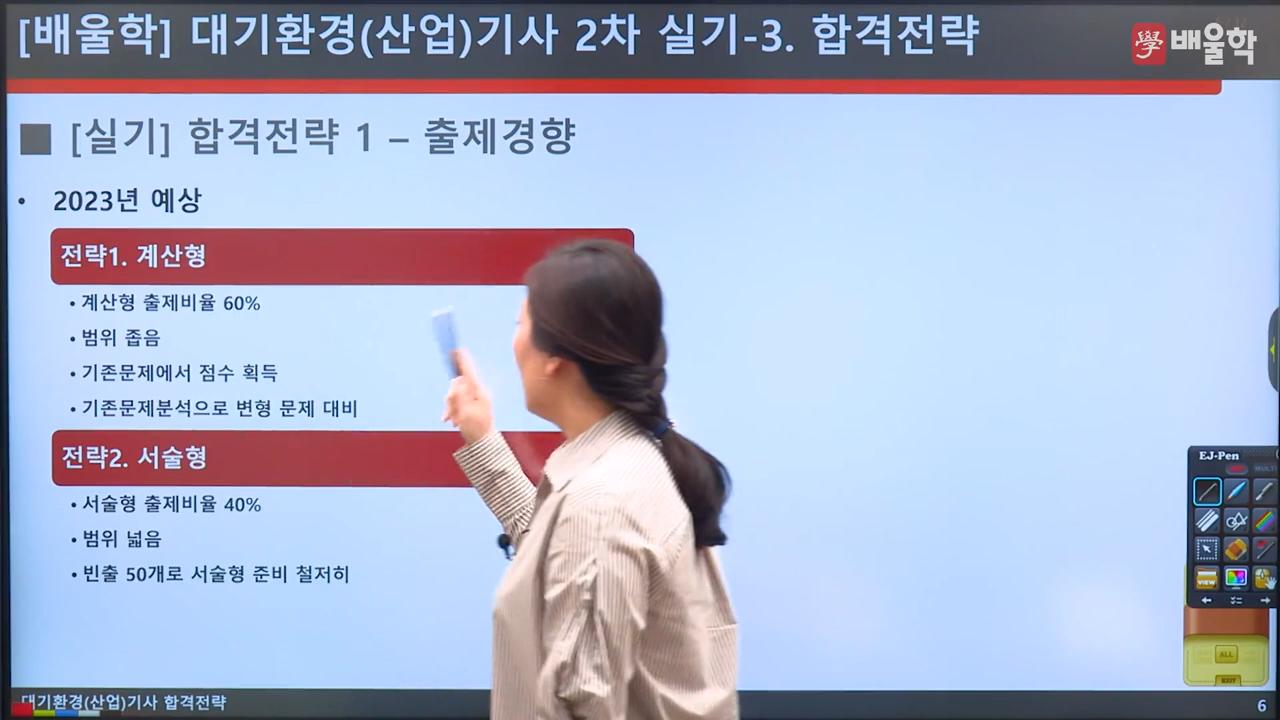 [배울학] 대기환경(산업)기사 2차 실기-3. 합격전략
學 배울학
■ [실기] 합격전략 1 – 출제경향
• 2023년 예상
전략1. 계산형
• 계산형 출제비율 60%
• 범위 좁음
• 기존문제에서 점수 획득
• 기존문제분석으로 변형 문제 대비
전략2. 서술형
• 서술형 출제비율 40%
• 범위 넓음
• 빈출 50개로 서술형 준비 철저히
EJ-Pen
VIEW
ALL
EXIT
대기환경(산업)기사 합격전략
6